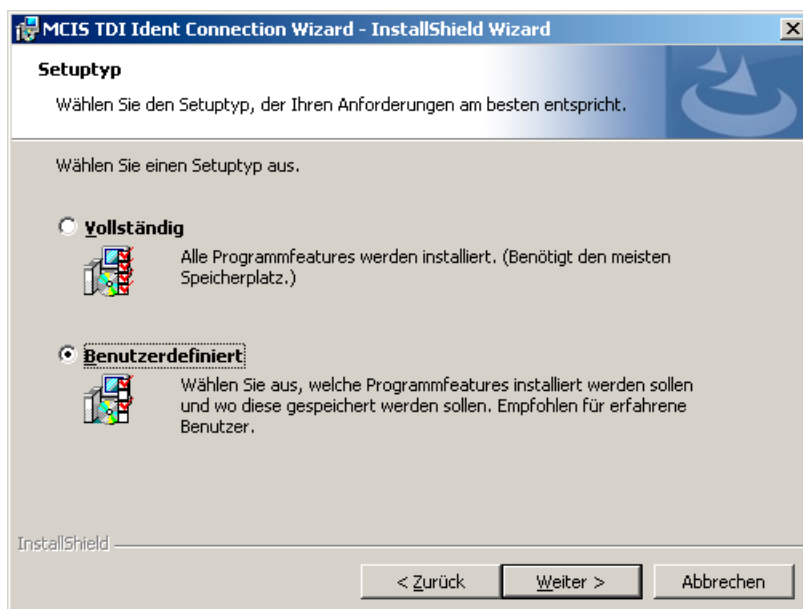 MCIS TDI Ident Connection Wizard - InstallShield Wizard
Setuptyp
Wählen Sie den Setuptyp, der Ihren Anforderungen am besten entspricht.
Wählen Sie einen Setuptyp aus.
Vollständig
Alle Programmfeatures werden installiert. (Benötigt den meisten
Speicherplatz.)
Benutzerdefiniert
Wählen Sie aus, welche Programmfeatures installiert werden sollen
und wo diese gespeichert werden sollen. Empfohlen für erfahrene
Benutzer.
InstallShield
< Zurück Weiter > Abbrechen